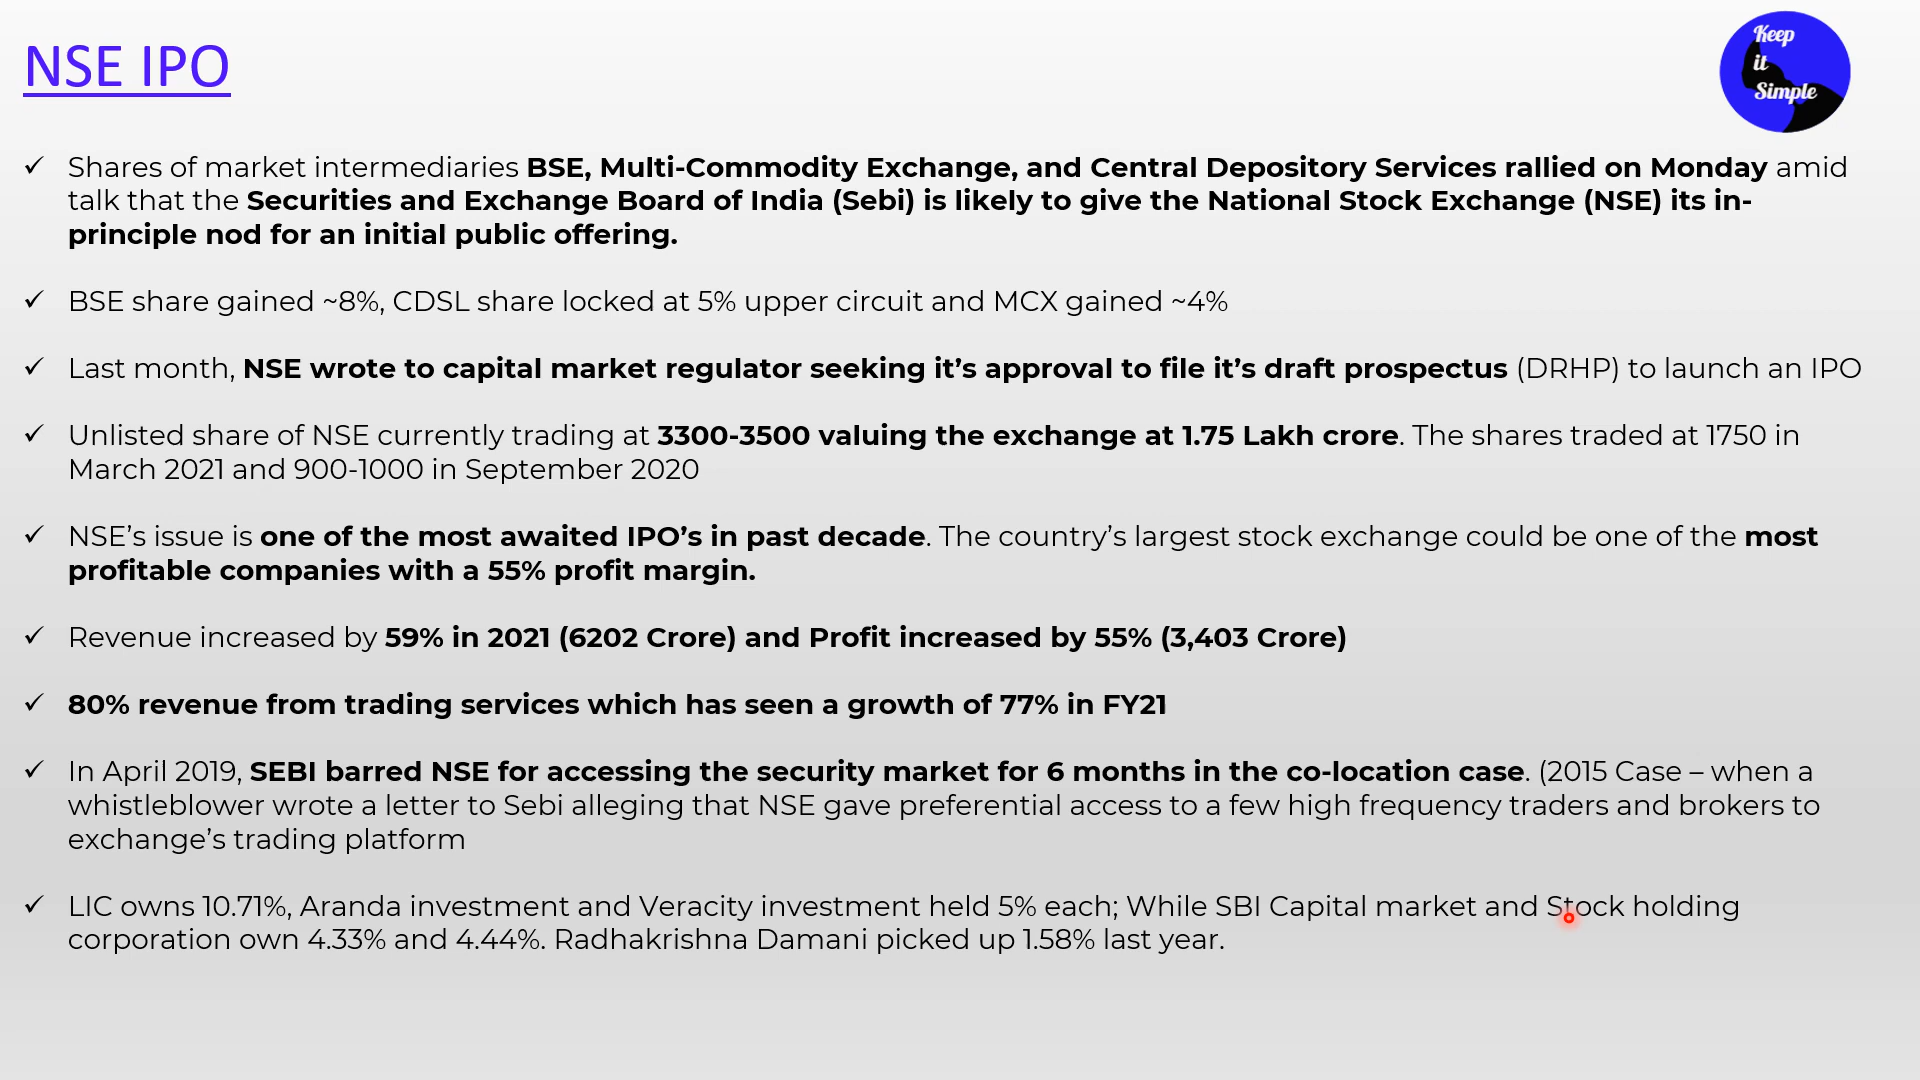 NSE IPO
Keep
it
Simple
✓ Shares of market intermediaries BSE, Multi-Commodity Exchange, and Central Depository Services rallied on Monday amid
talk that the Securities and Exchange Board of India (Sebi) is likely to give the National Stock Exchange (NSE) its in-
principle nod for an initial public offering.
✓ BSE share gained ~8%, CDSL share locked at 5% upper circuit and MCX gained ~4%
✓ Last month, NSE wrote to capital market regulator seeking it’s approval to file it’s draft prospectus (DRHP) to launch an IPO
✓ Unlisted share of NSE currently trading at 3300-3500 valuing the exchange at 1.75 Lakh crore. The shares traded at 1750 in
March 2021 and 900-1000 in September 2020
✓ NSE’s issue is one of the most awaited IPO’s in past decade. The country’s largest stock exchange could be one of the most
profitable companies with a 55% profit margin.
✓ Revenue increased by 59% in 2021 (6202 Crore) and Profit increased by 55% (3,403 Crore)
✓ 80% revenue from trading services which has seen a growth of 77% in FY21
✓ In April 2019, SEBI barred NSE for accessing the security market for 6 months in the co-location case. (2015 Case – when a
whistleblower wrote a letter to Sebi alleging that NSE gave preferential access to a few high frequency traders and brokers to
exchange’s trading platform
✓ LIC owns 10.71%, Aranda investment and Veracity investment held 5% each; While SBI Capital market and Stock holding
corporation own 4.33% and 4.44%. Radhakrishna Damani picked up 1.58% last year.